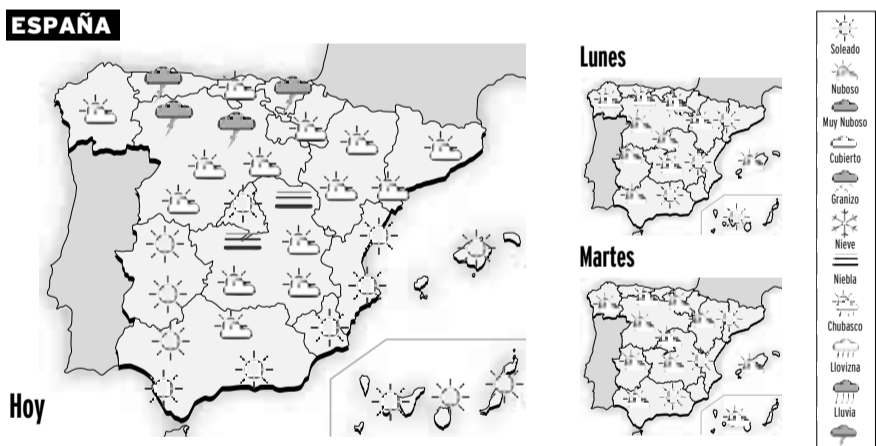 ESPAÑA
Hoy
Lunes
Martes
Soleado
Nuboso
Muy Nuboso
Cubierto
Granizo
Nieve
Niebla
Chubasco
Llovizna
Lluvia